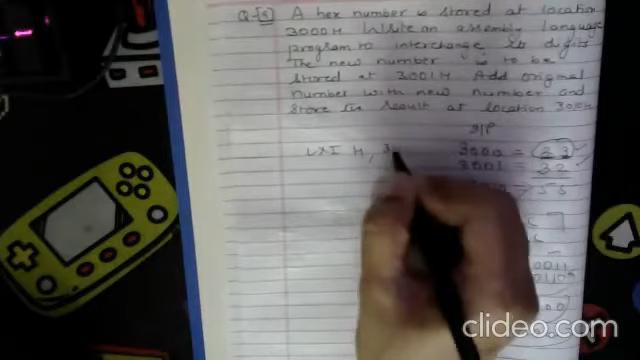 Q-[5] A hex number is stored at location
3000H Write an assembly language
program to interchange its digits
The new number is to be
stored at 3001H Add original
number with new number and
store the result at location 3010H
I/P
LXI H, 3
3000 = 23
3001 = 32
= 55
clideo.com